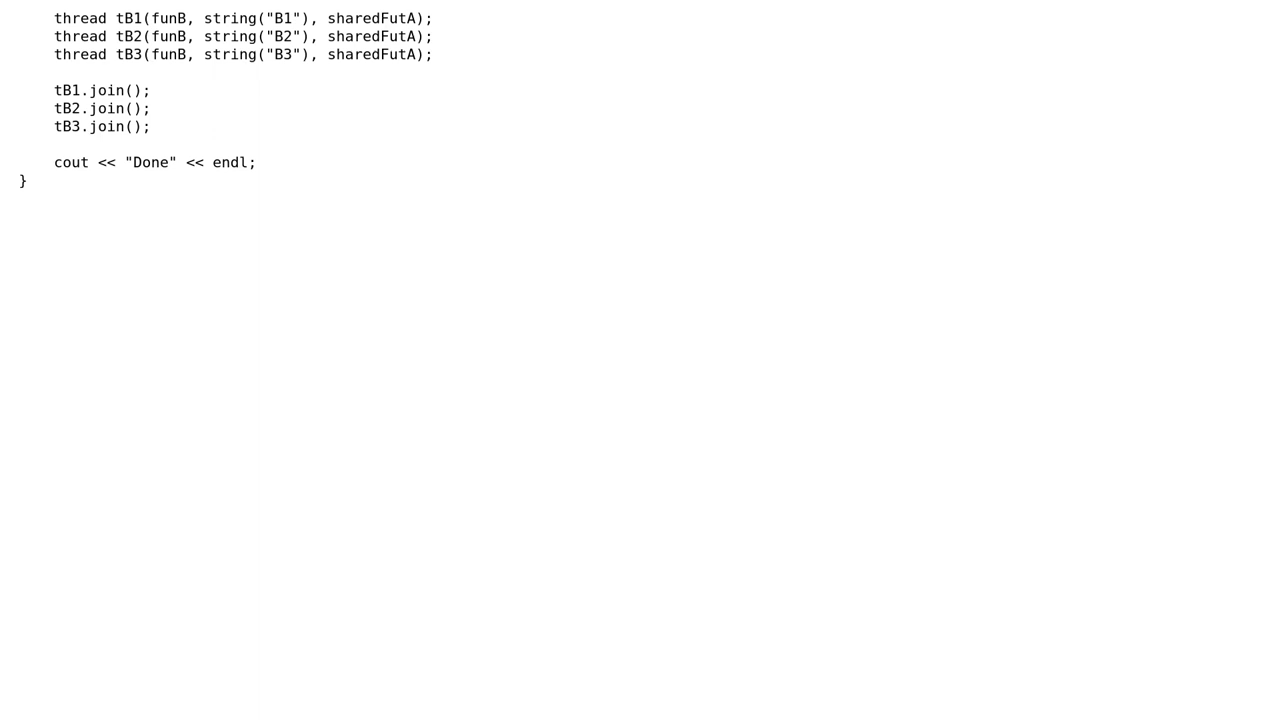 thread tB1(funB, string("B1"), sharedFutA);
thread tB2(funB, string("B2"), sharedFutA);
thread tB3(funB, string("B3"), sharedFutA);
tB1.join();
tB2.join();
tB3.join();
cout << "Done" << endl;
}